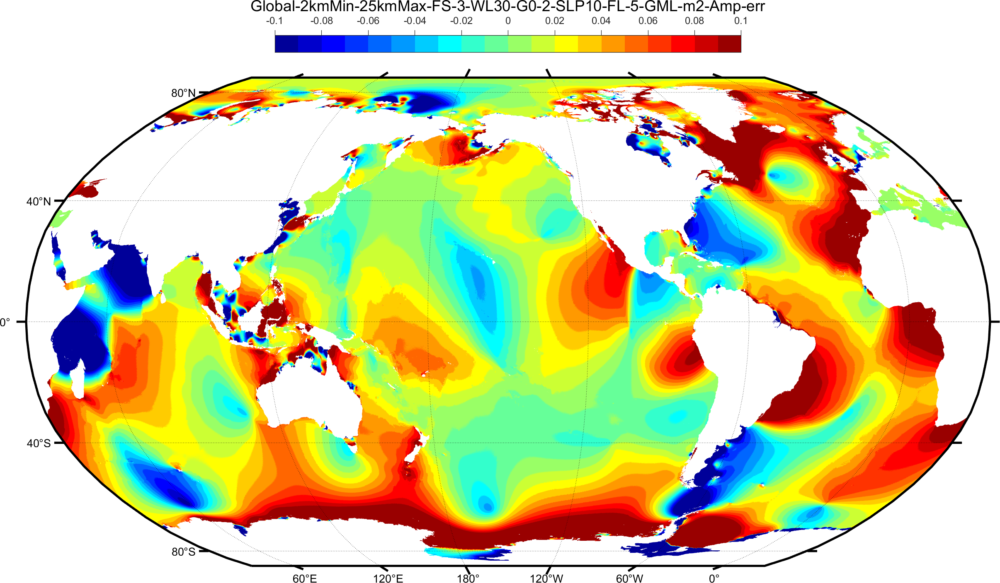 Global-2kmMin-25kmMax-FS-3-WL30-G0-2-SLP10-FL-5-GML-m2-Amp-err
-0.1 -0.08 -0.06 -0.04 -0.02 0 0.02 0.04 0.06 0.08 0.1
80°N
40°N
0°
40°S
80°S
60°E 120°E 180° 120°W 60°W 0°